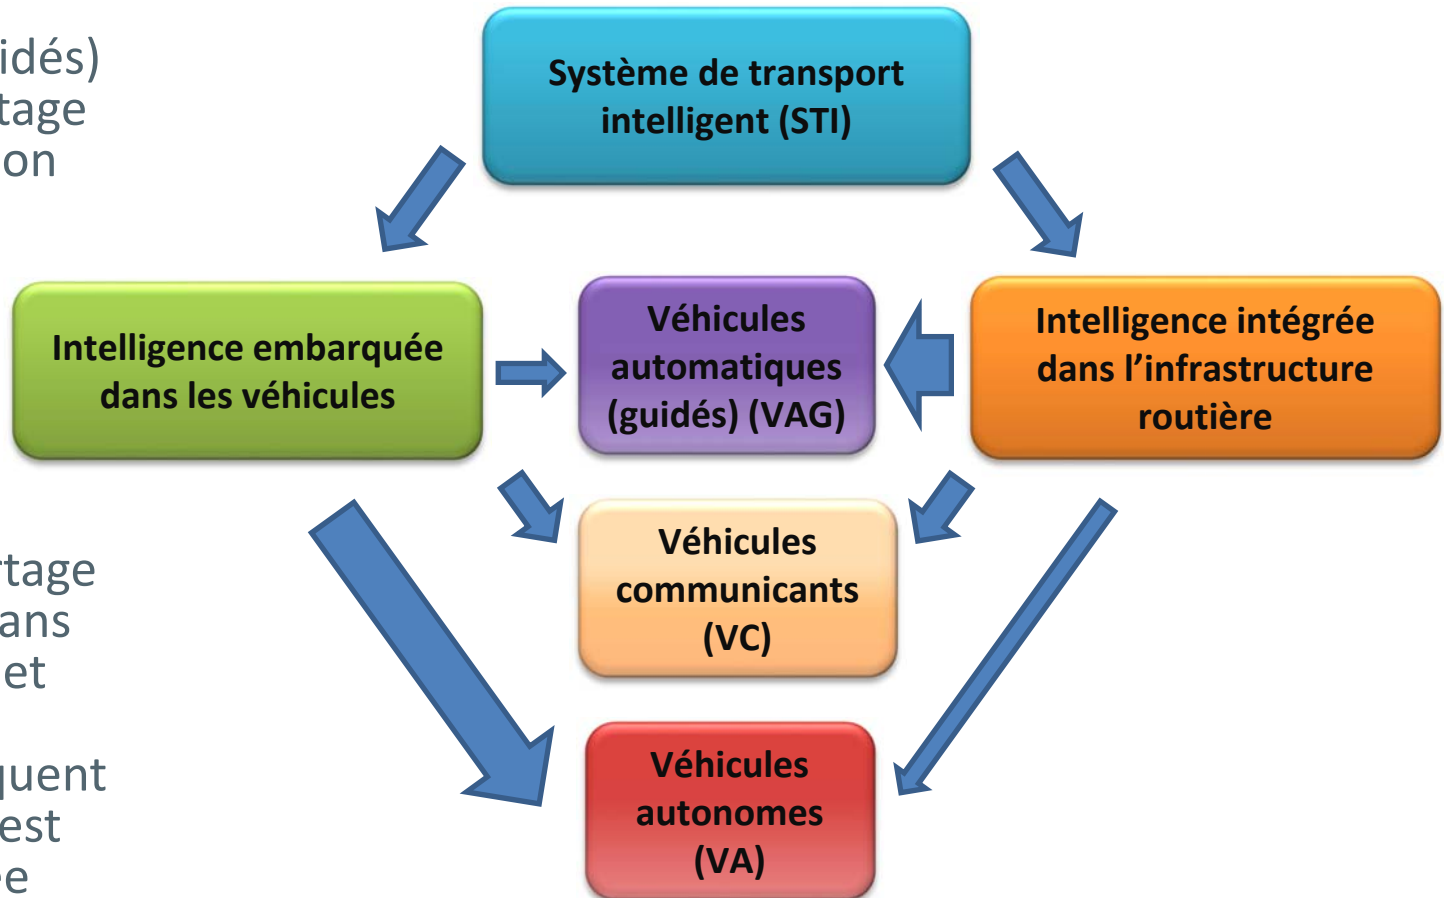 idés)
tage
on
Système de transport
intelligent (STI)
Intelligence embarquée
dans les véhicules
Véhicules
automatiques
(guidés) (VAG)
Intelligence intégrée
dans l’infrastructure
routière
rtage
ans
et
quent
est
ée
Véhicules
communicants
(VC)
Véhicules
autonomes
(VA)